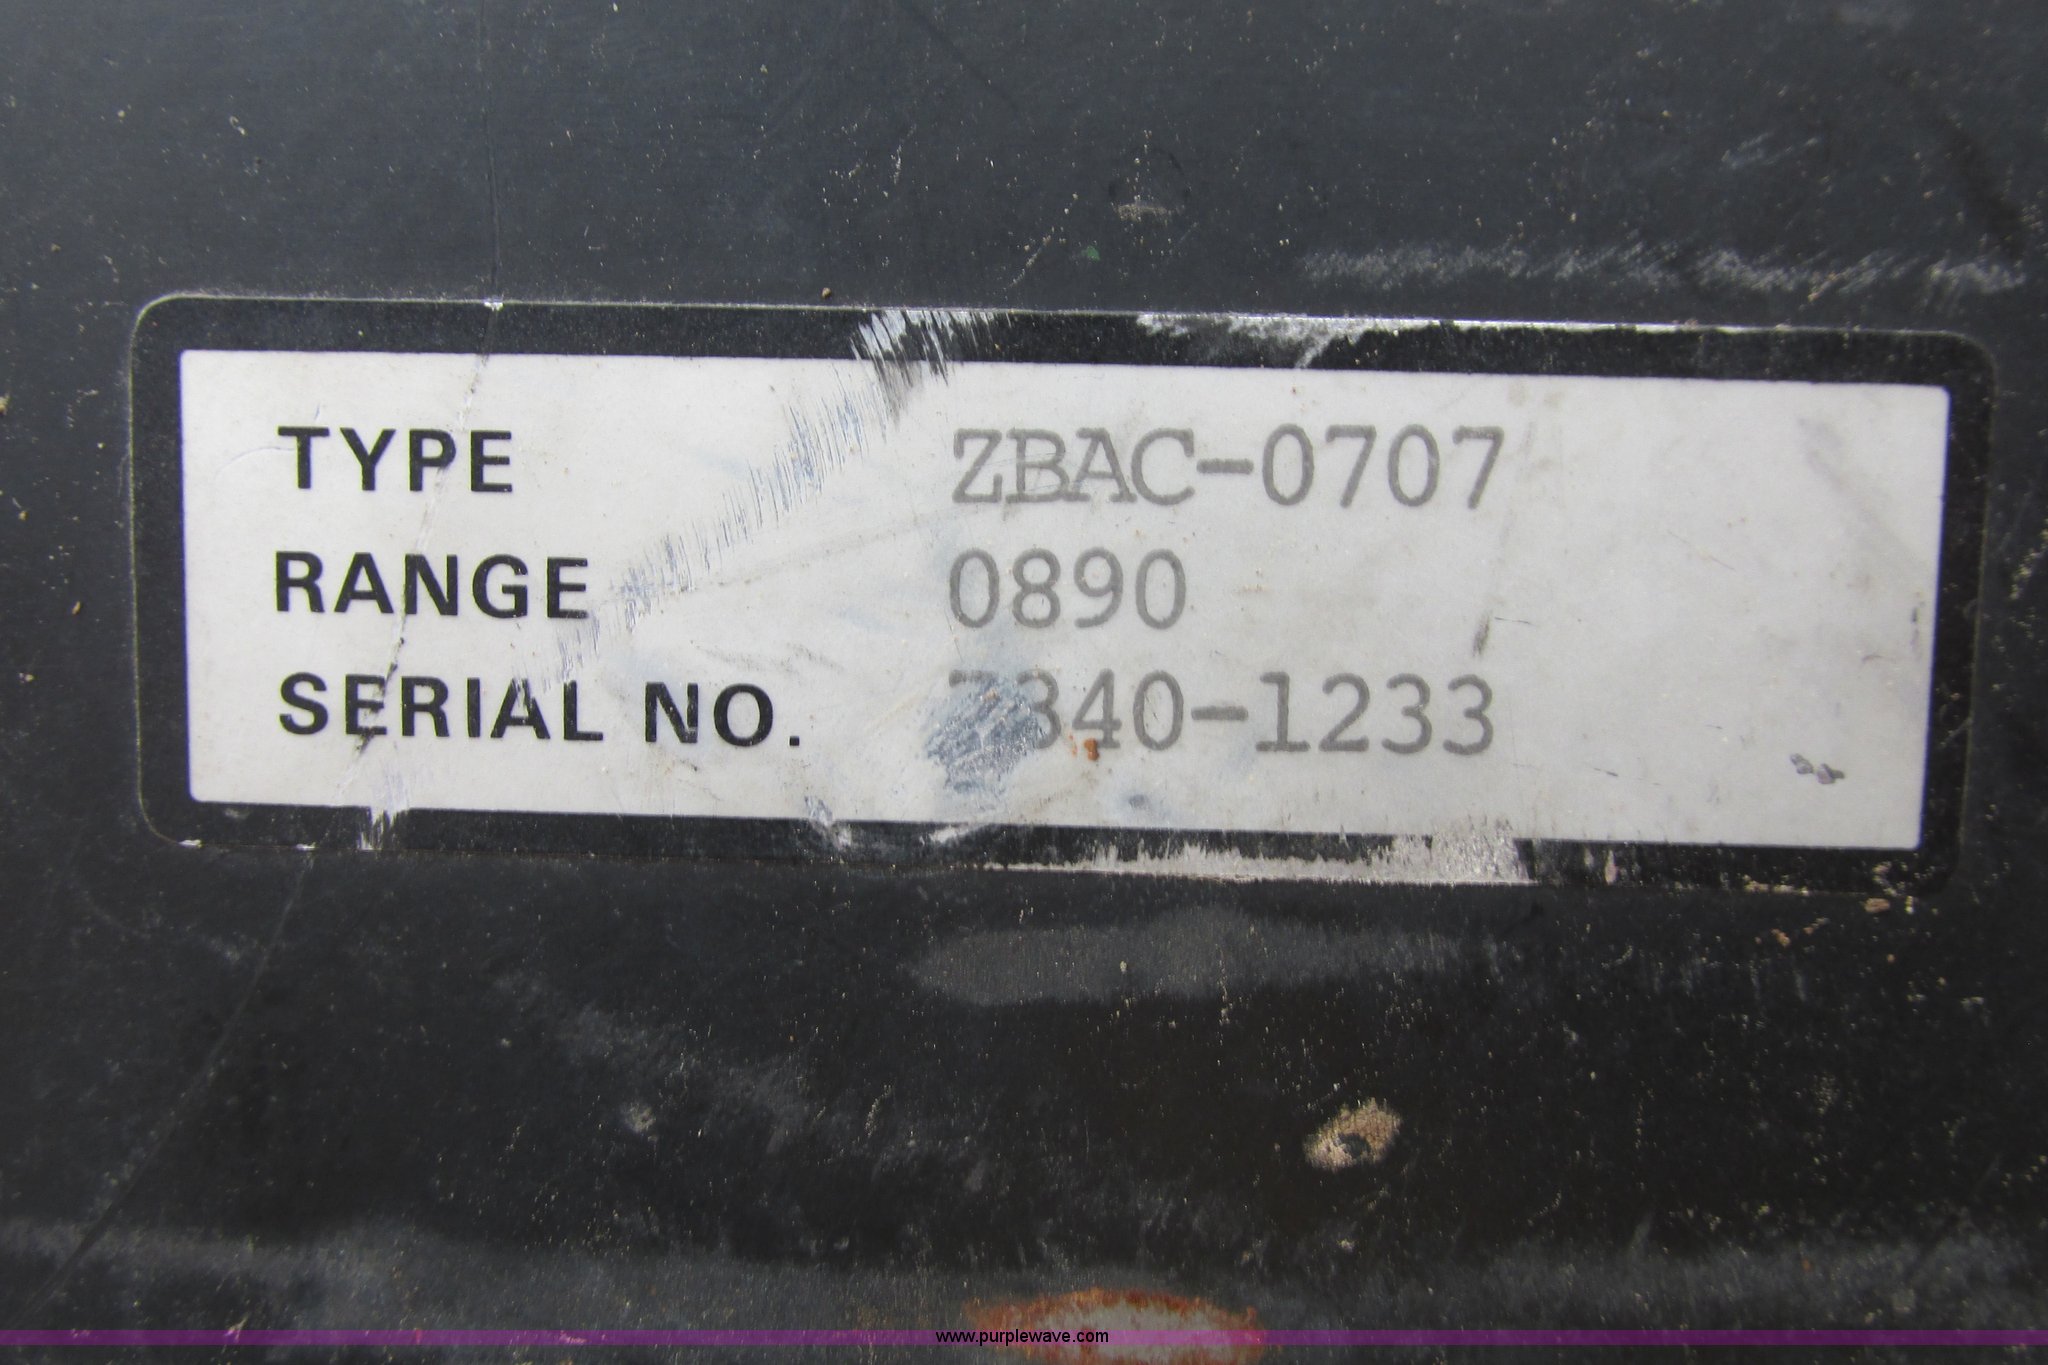 TYPE ZBAC-0707
RANGE 0890
SERIAL NO.
www.purplewave.com